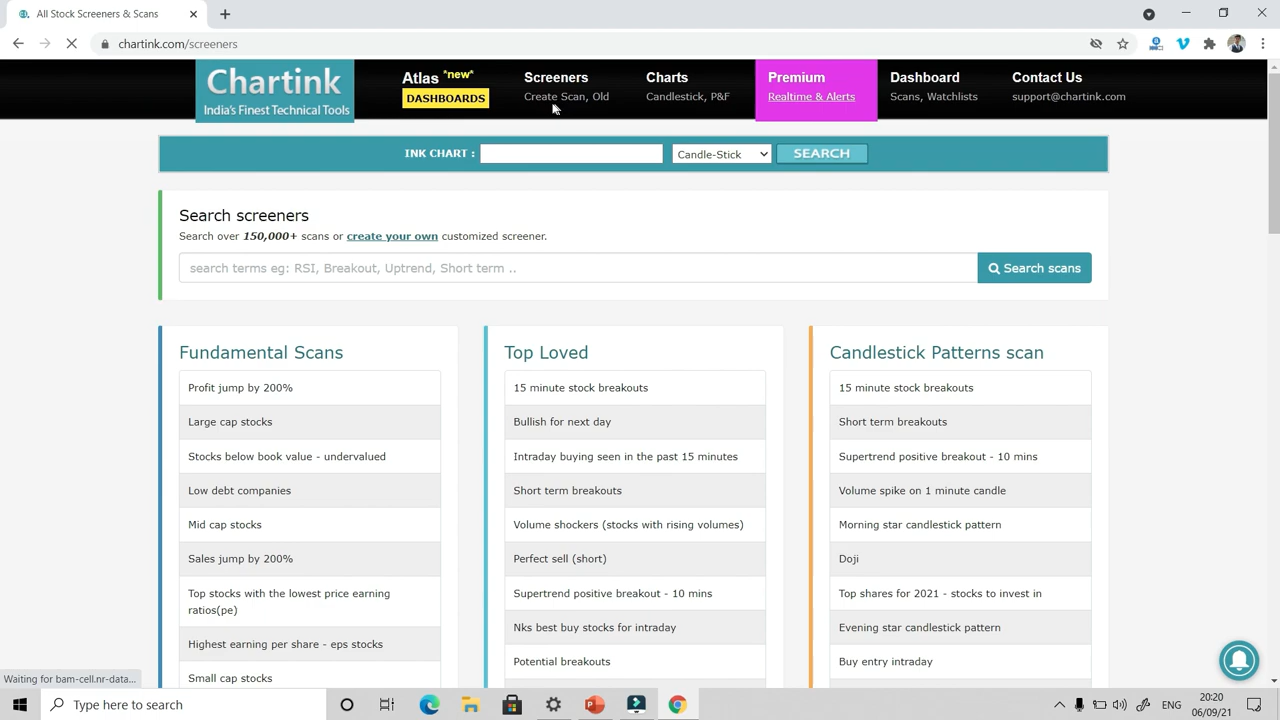 All Stock Screeners & Scans
chartink.com/screeners
Chartink
India's Finest Technical Tools
Atlas *new*
DASHBOARDS
Screeners
Create Scan, Old
Charts
Candlestick, P&F
Premium
Realtime & Alerts
Dashboard
Scans, Watchlists
Contact Us
support@chartink.com
INK CHART :
Candle-Stick
SEARCH
Search screeners
Search over 150,000+ scans or create your own customized screener.
search terms eg: RSI, Breakout, Uptrend, Short term ..
Search scans
Fundamental Scans
Profit jump by 200%
Large cap stocks
Stocks below book value - undervalued
Low debt companies
Mid cap stocks
Sales jump by 200%
Top stocks with the lowest price earning
ratios(pe)
Highest earning per share - eps stocks
Small cap stocks
Top Loved
15 minute stock breakouts
Bullish for next day
Intraday buying seen in the past 15 minutes
Short term breakouts
Volume shockers (stocks with rising volumes)
Perfect sell (short)
Supertrend positive breakout - 10 mins
Nks best buy stocks for intraday
Potential breakouts
Candlestick Patterns scan
15 minute stock breakouts
Short term breakouts
Supertrend positive breakout - 10 mins
Volume spike on 1 minute candle
Morning star candlestick pattern
Doji
Top shares for 2021 - stocks to invest in
Evening star candlestick pattern
Buy entry intraday
Waiting for bam-cell.nr-data...
Type here to search
ENG
20:20
06/09/21